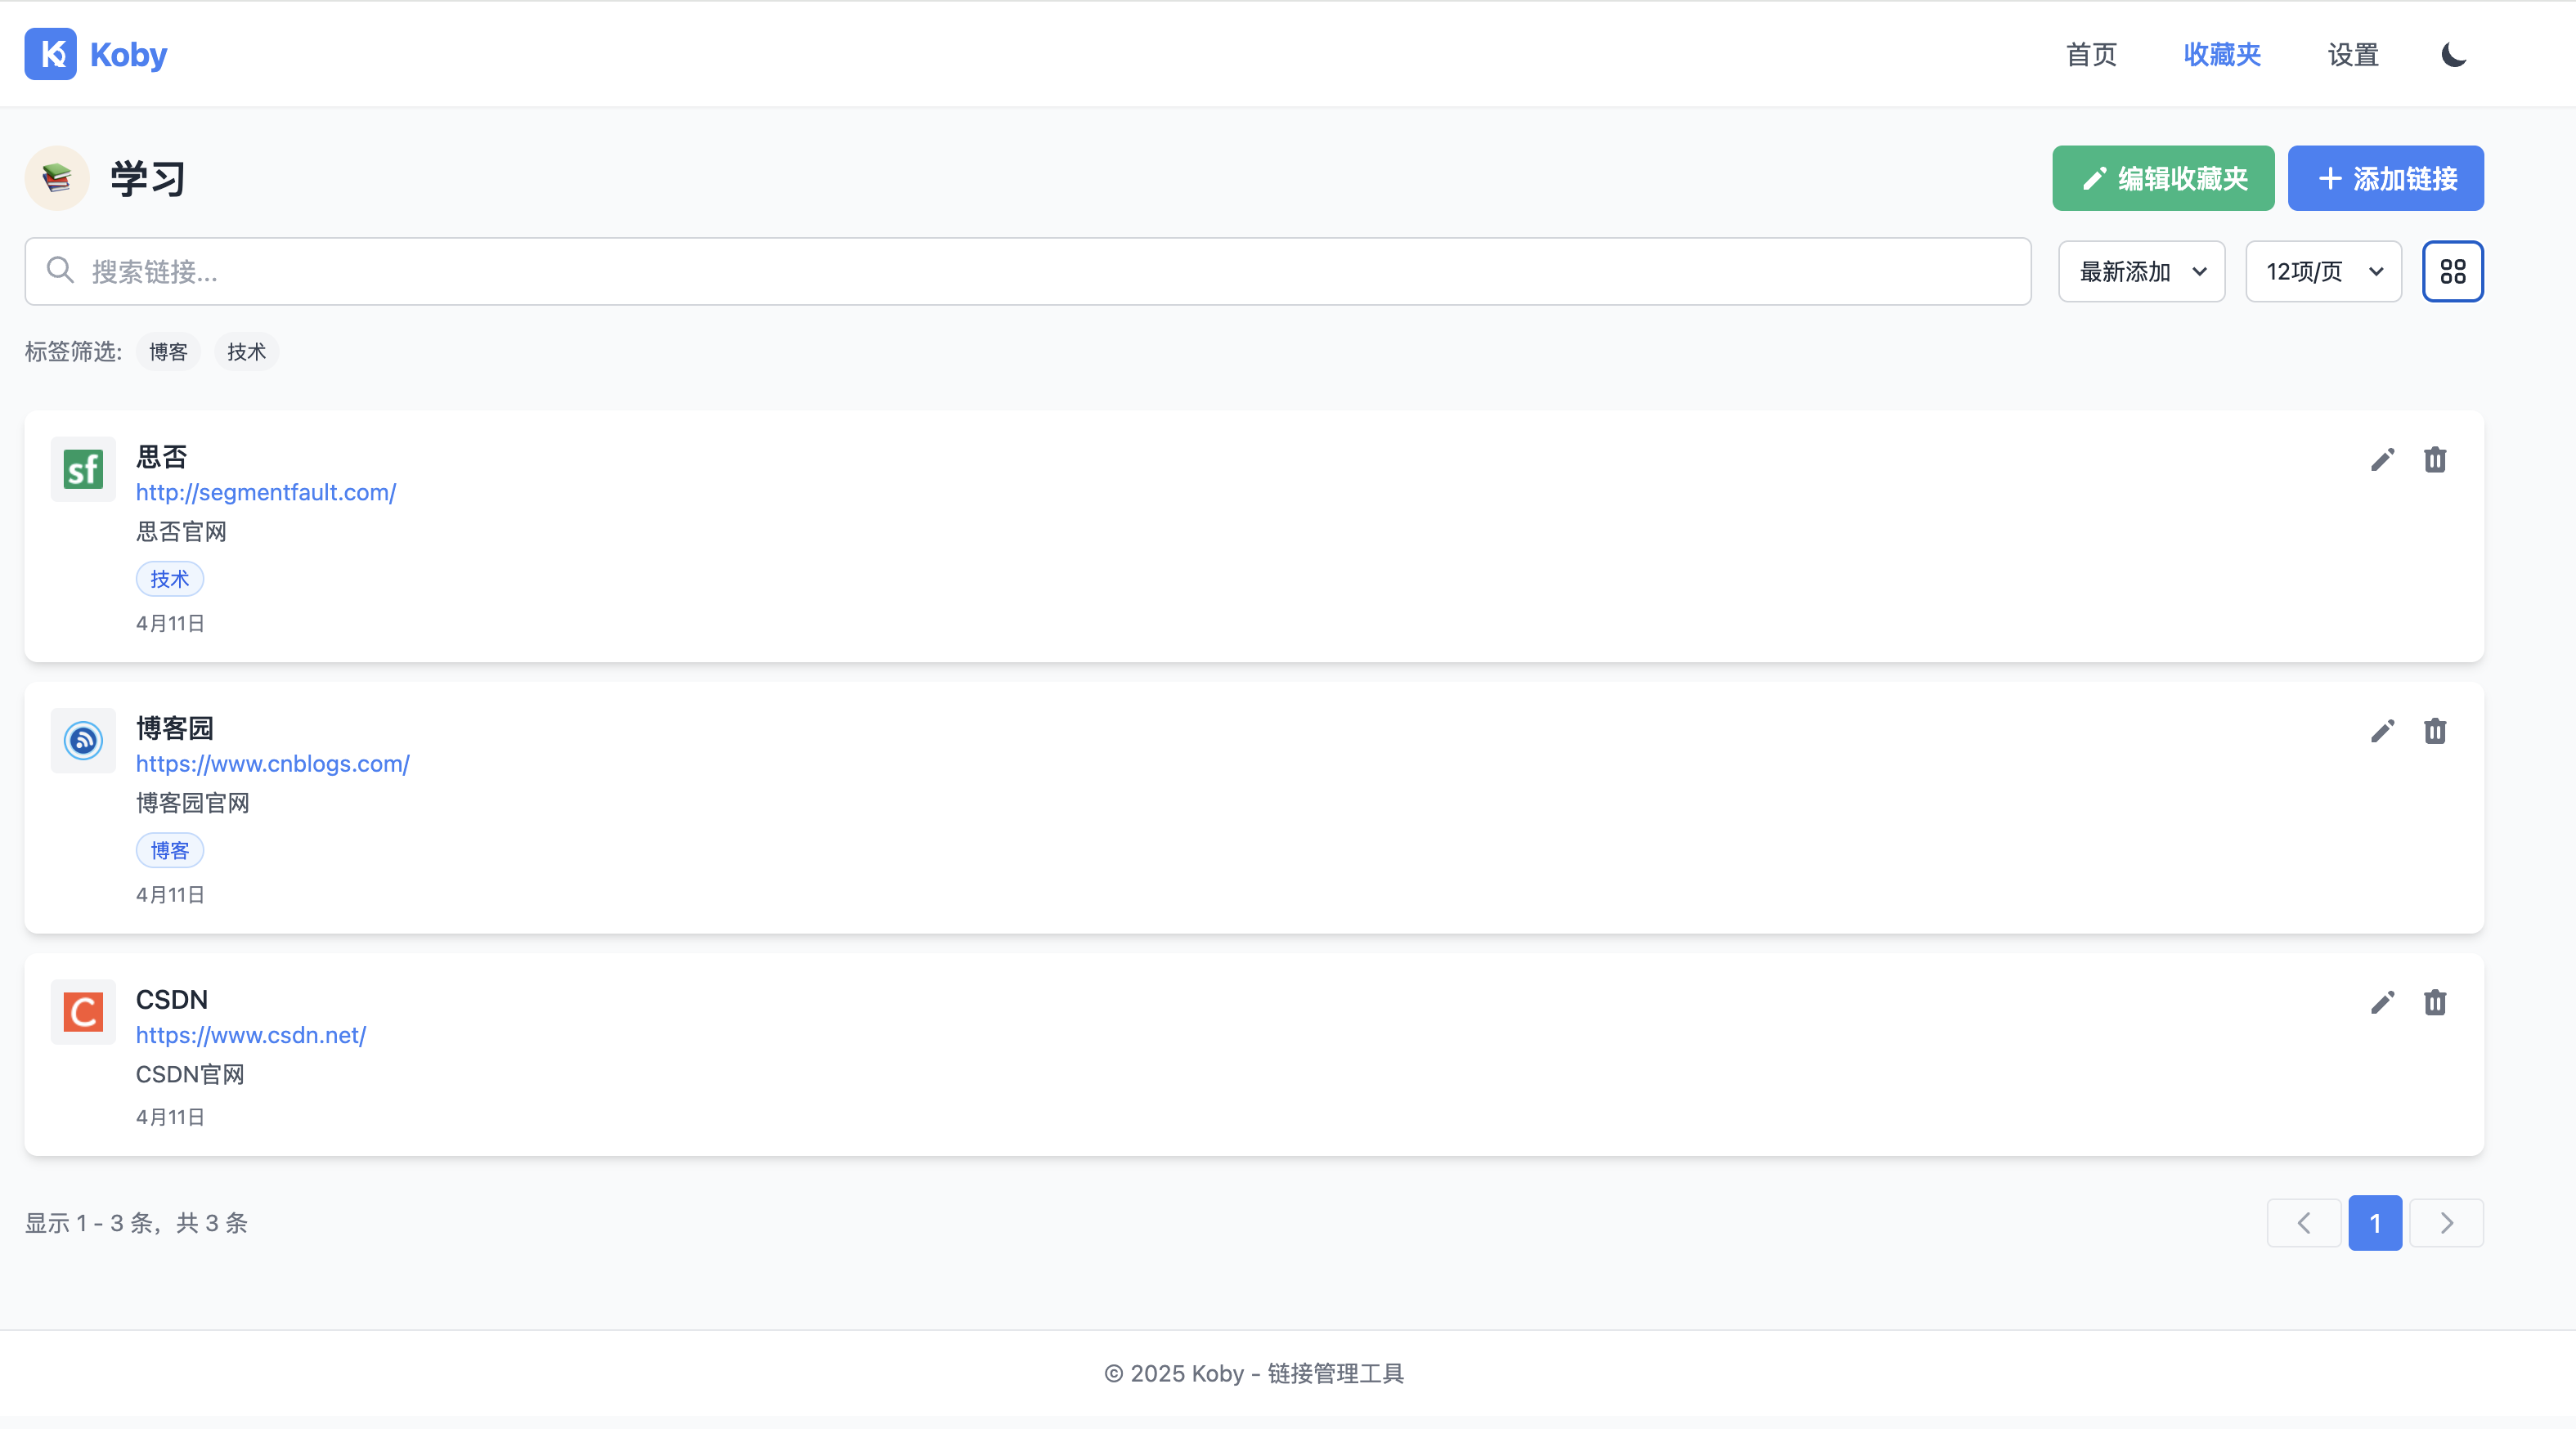 Koby
首页 收藏夹 设置
学习
编辑收藏夹 添加链接
搜索链接... 最新添加 12项/页
标签筛选: 博客 技术
sf
思否
http://segmentfault.com/
思否官网
技术
4月11日
博客园
https://www.cnblogs.com/
博客园官网
博客
4月11日
C
CSDN
https://www.csdn.net/
CSDN官网
4月11日
显示 1 - 3 条，共 3 条 1
© 2025 Koby - 链接管理工具